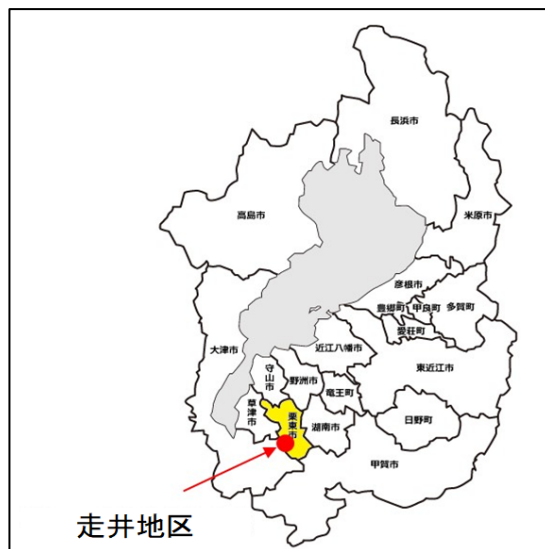 長浜市
高島市
米原市
彦根市
豊郷町
甲良町
多賀町
愛荘町
大津市
近江八幡市
東近江市
守山市
野洲市
竜王町
草津市
栗東市
湖南市
日野町
甲賀市
走井地区